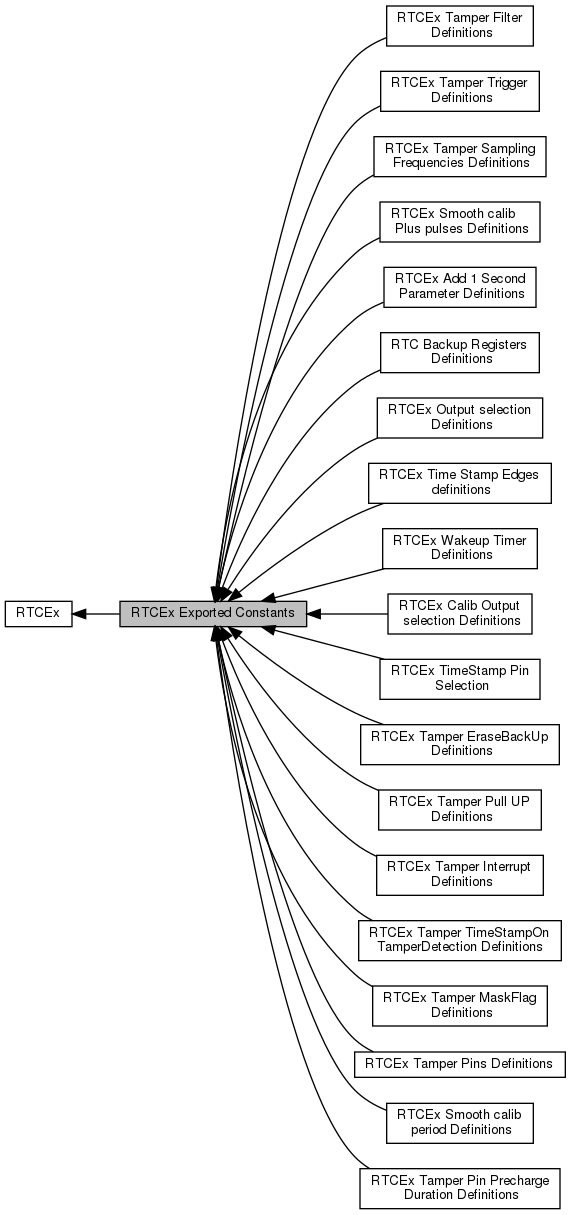 RTCEx Tamper Filter
Definitions
RTCEx Tamper Trigger
Definitions
RTCEx Tamper Sampling
Frequencies Definitions
RTCEx Smooth calib
Plus pulses Definitions
RTCEx Add 1 Second
Parameter Definitions
RTC Backup Registers
Definitions
RTCEx Output selection
Definitions
RTCEx Time Stamp Edges
definitions
RTCEx Wakeup Timer
Definitions
RTCEx
RTCEx Exported Constants
RTCEx Calib Output
selection Definitions
RTCEx TimeStamp Pin
Selection
RTCEx Tamper EraseBackUp
Definitions
RTCEx Tamper Pull UP
Definitions
RTCEx Tamper Interrupt
Definitions
RTCEx Tamper TimeStampOn
TamperDetection Definitions
RTCEx Tamper MaskFlag
Definitions
RTCEx Tamper Pins Definitions
RTCEx Smooth calib
period Definitions
RTCEx Tamper Pin Precharge
Duration Definitions